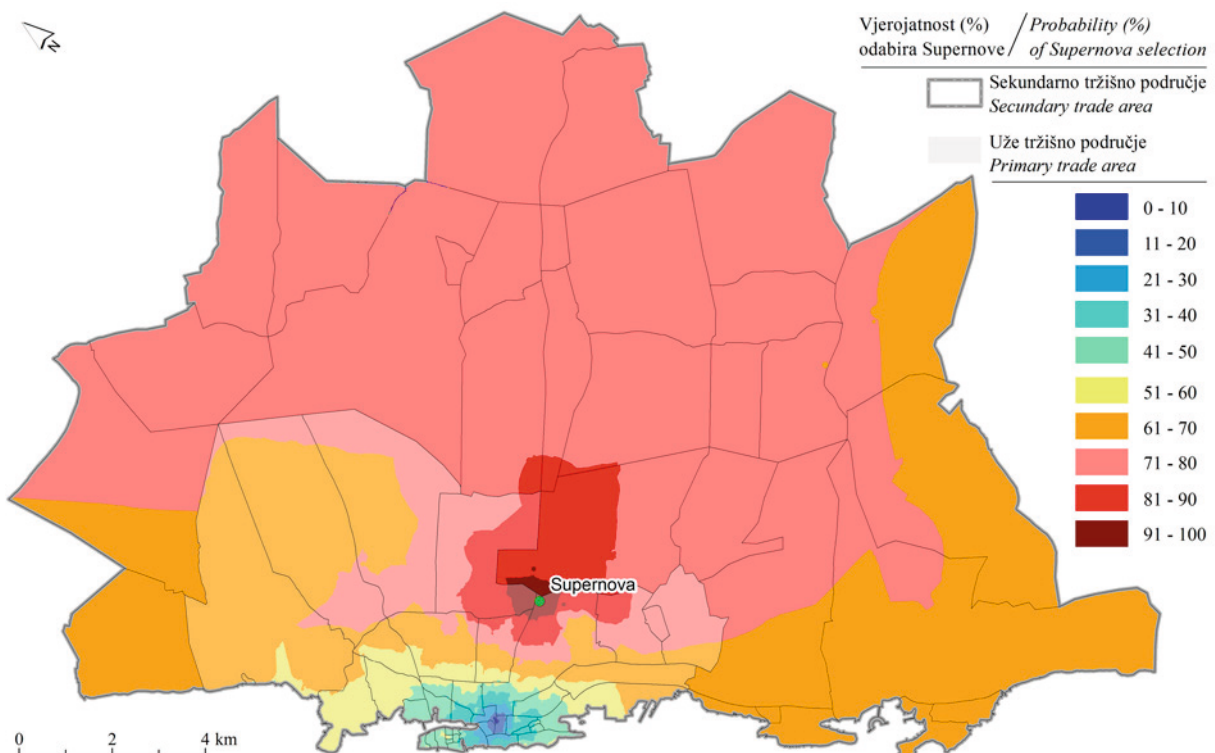 N
Vjerojatnost (%) / Probability (%)
odabira Supernove / of Supernova selection
Sekundarno tržišno područje
Secundary trade area
Uže tržišno područje
Primary trade area
0 - 10
11 - 20
21 - 30
31 - 40
41 - 50
51 - 60
61 - 70
71 - 80
81 - 90
91 - 100
Supernova
0 2 4 km